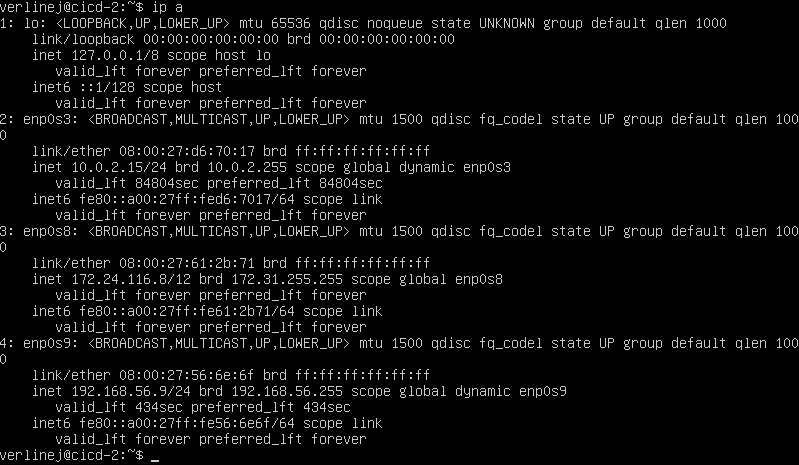 verlinej@cicd-2:~$ ip a
1: lo: <LOOPBACK,UP,LOWER_UP> mtu 65536 qdisc noqueue state UNKNOWN group default qlen 1000
    link/loopback 00:00:00:00:00:00 brd 00:00:00:00:00:00
    inet 127.0.0.1/8 scope host lo
       valid_lft forever preferred_lft forever
    inet6 ::1/128 scope host
       valid_lft forever preferred_lft forever
2: enp0s3: <BROADCAST,MULTICAST,UP,LOWER_UP> mtu 1500 qdisc fq_codel state UP group default qlen 100
0
    link/ether 08:00:27:d6:70:17 brd ff:ff:ff:ff:ff:ff
    inet 10.0.2.15/24 brd 10.0.2.255 scope global dynamic enp0s3
       valid_lft 84804sec preferred_lft 84804sec
    inet6 fe80::a00:27ff:fed6:7017/64 scope link
       valid_lft forever preferred_lft forever
3: enp0s8: <BROADCAST,MULTICAST,UP,LOWER_UP> mtu 1500 qdisc fq_codel state UP group default qlen 100
0
    link/ether 08:00:27:61:2b:71 brd ff:ff:ff:ff:ff:ff
    inet 172.24.116.8/12 brd 172.31.255.255 scope global enp0s8
       valid_lft forever preferred_lft forever
    inet6 fe80::a00:27ff:fe61:2b71/64 scope link
       valid_lft forever preferred_lft forever
4: enp0s9: <BROADCAST,MULTICAST,UP,LOWER_UP> mtu 1500 qdisc fq_codel state UP group default qlen 100
0
    link/ether 08:00:27:56:6e:6f brd ff:ff:ff:ff:ff:ff
    inet 192.168.56.9/24 brd 192.168.56.255 scope global dynamic enp0s9
       valid_lft 434sec preferred_lft 434sec
    inet6 fe80::a00:27ff:fe56:6e6f/64 scope link
       valid_lft forever preferred_lft forever
verlinej@cicd-2:~$ _